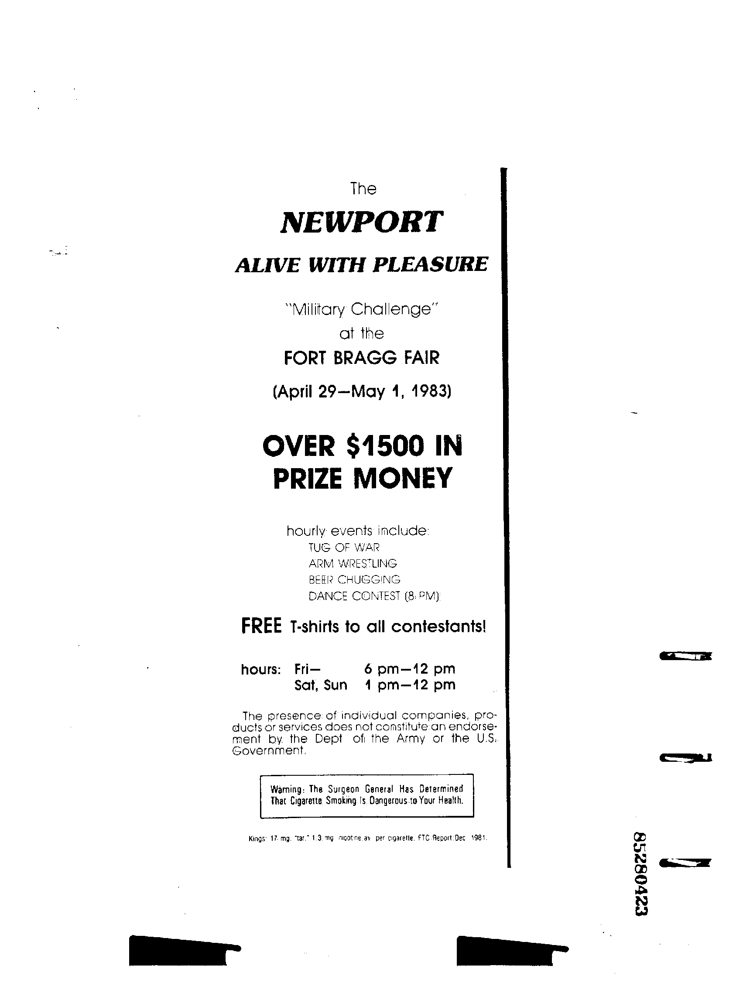 The
NEWPORT
ALIVE WITH PLEASURE
"Military Challenge"
at the
FORT BRAGG FAIR
(April 29—May 1, 1983)
OVER $1500 IN
PRIZE MONEY
hourly events include:
TUG OF WAR
ARM WRESTLING
BEER CHUGGING
DANCE CONTEST (8 PM)
FREE T-shirts to all contestants!
hours: Fri— 6 pm—12 pm
Sat, Sun 1 pm—12 pm
The presence of individual companies, pro-
ducts or services does not constitute an endorse-
ment by the Dept of the Army or the U.S.
Government.
Warning: The Surgeon General Has Determined
That Cigarette Smoking Is Dangerous to Your Health.
Kings: 17 mg. "tar," 1.3 mg. nicotine av. per cigarette, FTC Report Dec. 1981.
85280423